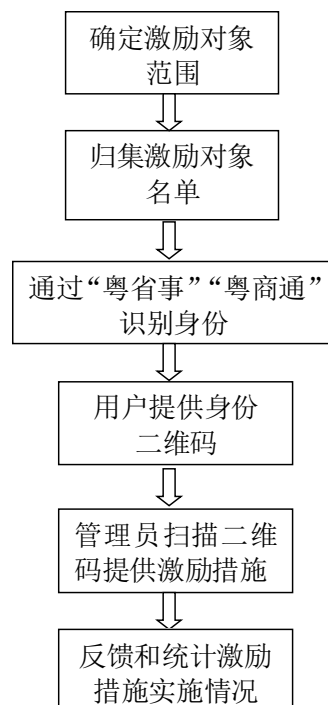 确定激励对象
范围
归集激励对象
名单
通过“粤省事”“粤商通”
识别身份
用户提供身份
二维码
管理员扫描二维
码提供激励措施
反馈和统计激励
措施实施情况